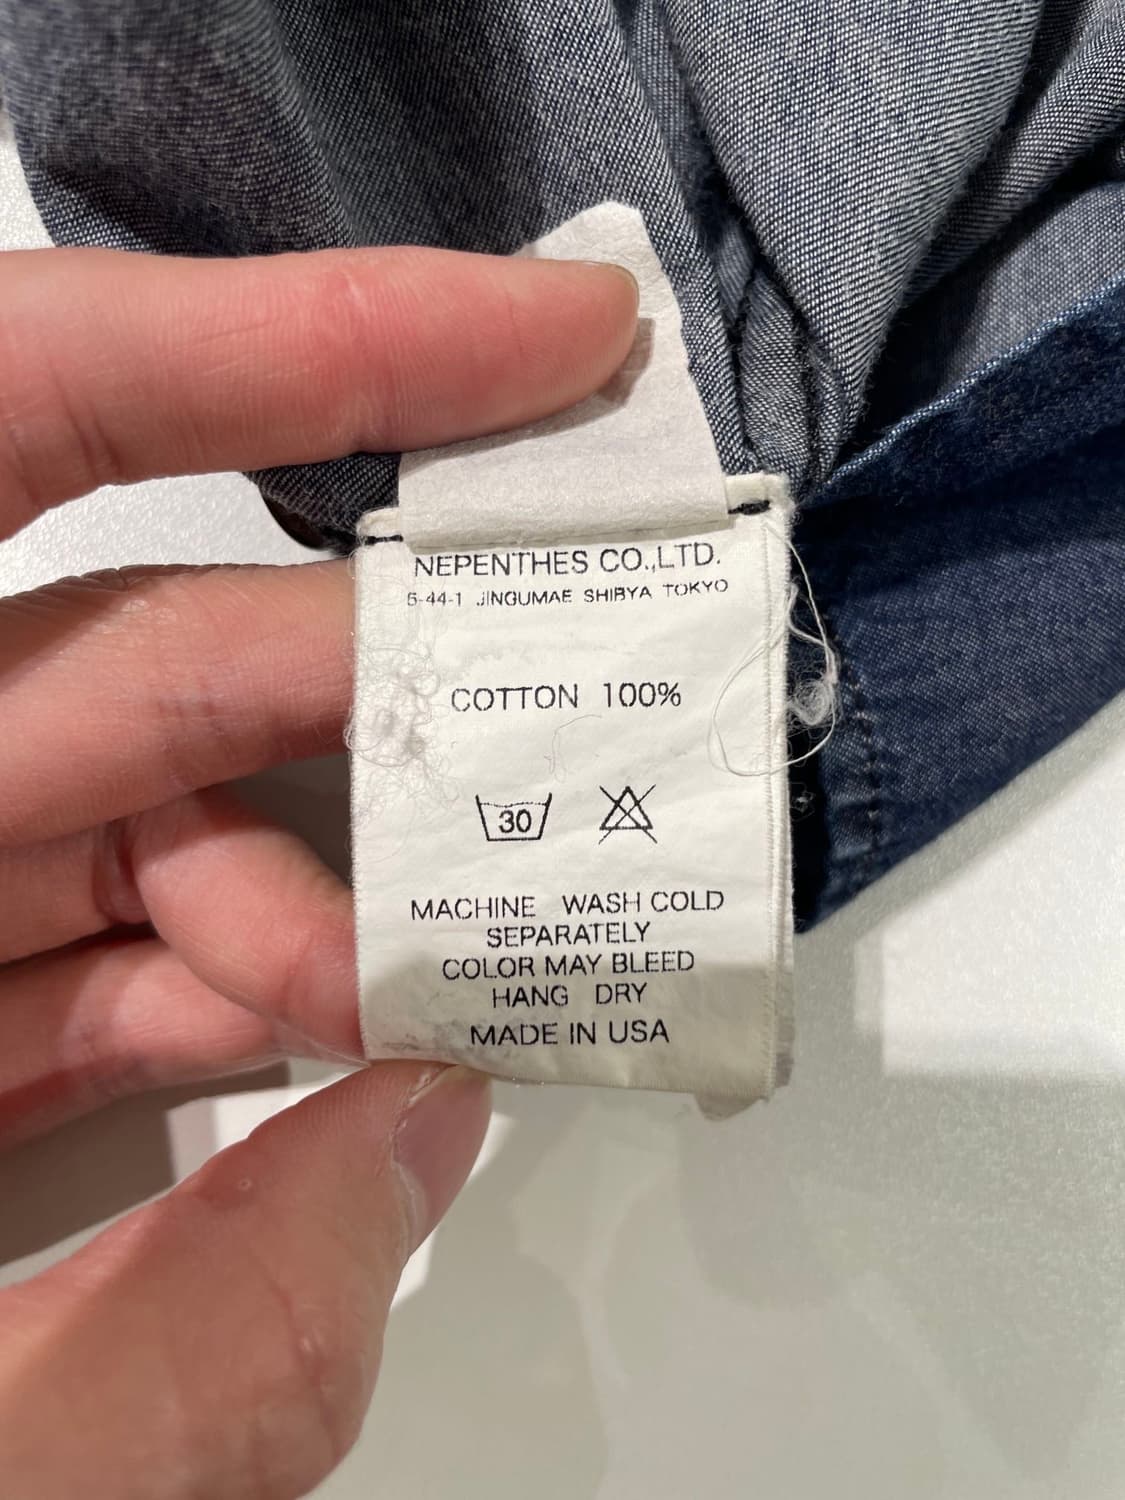 NEPENTHES CO.,LTD.
5-44-1 JINGUMAE SHIBYA TOKYO
COTTON 100%
30
MACHINE WASH COLD
SEPARATELY
COLOR MAY BLEED
HANG DRY
MADE IN USA